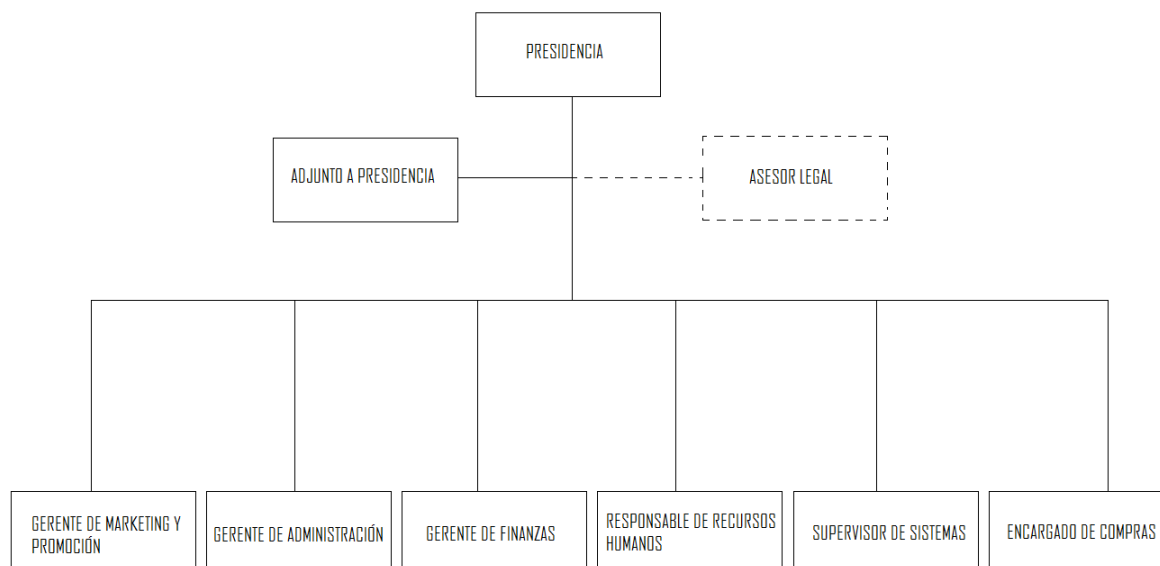 PRESIDENCIA
ADJUNTO A PRESIDENCIA
ASESOR LEGAL
GERENTE DE MARKETING Y
PROMOCIÓN
GERENTE DE ADMINISTRACIÓN
GERENTE DE FINANZAS
RESPONSABLE DE RECURSOS
HUMANOS
SUPERVISOR DE SISTEMAS
ENCARGADO DE COMPRAS